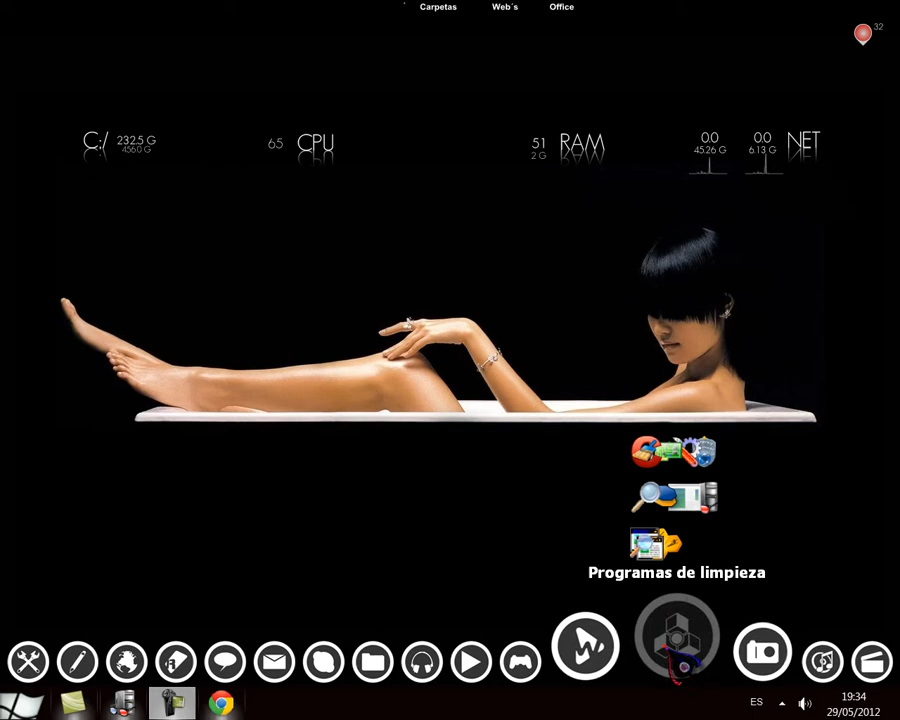 Carpetas Web´s Office
32
C:/ 232.5 G 65 CPU 51 RAM 0.0 0.0 NET
456.0 G 2 G 45.26 G 6.13 G
Programas de limpieza
ES 19:34
29/05/2012